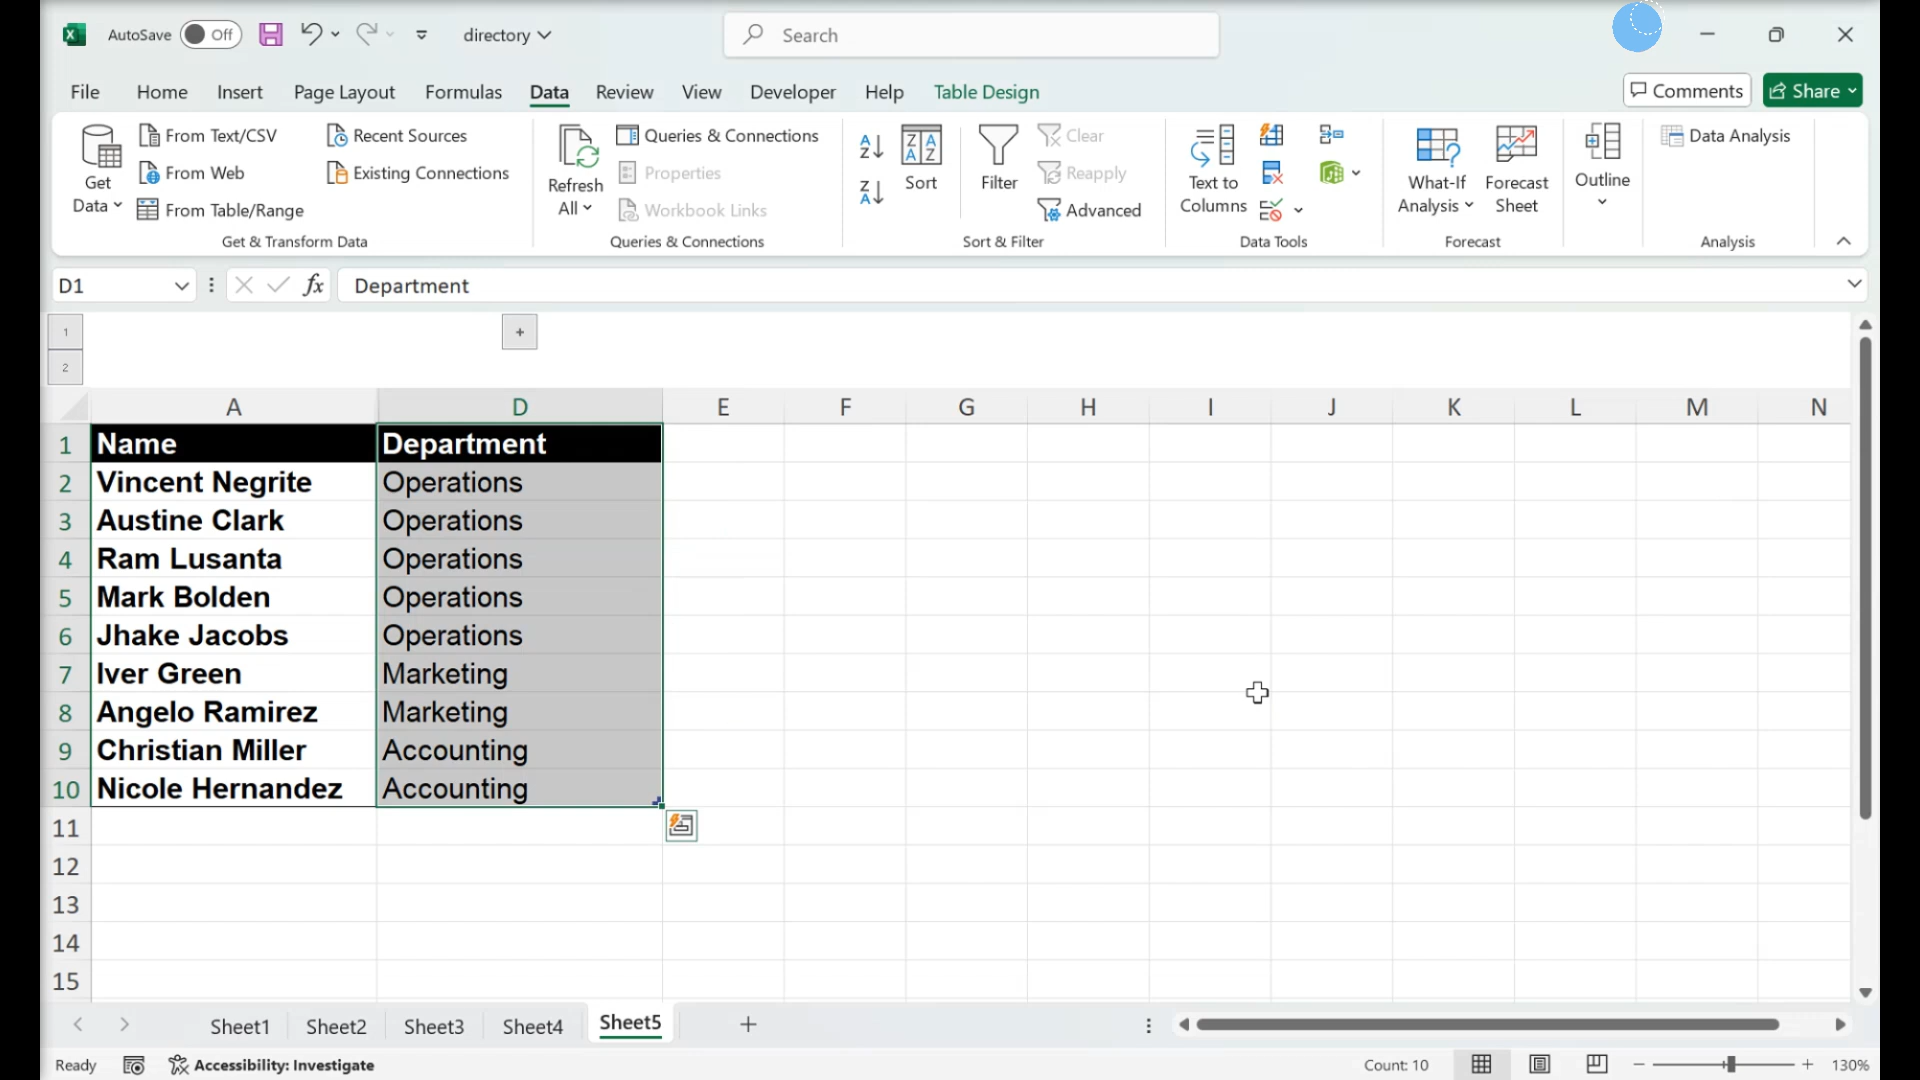 AutoSave Off directory Search
File Home Insert Page Layout Formulas Data Review View Developer Help Table Design Comments Share
Get Data
From Text/CSV
From Web
From Table/Range
Recent Sources
Existing Connections
Get & Transform Data
Refresh All
Queries & Connections
Properties
Workbook Links
Queries & Connections
Sort
Filter
Clear
Reapply
Advanced
Sort & Filter
Text to Columns
Data Tools
What-If Analysis
Forecast Sheet
Forecast
Outline
Data Analysis
Analysis
D1 fx Department
1 +
2
A D E F G H I J K L M N
1 Name Department
2 Vincent Negrite Operations
3 Austine Clark Operations
4 Ram Lusanta Operations
5 Mark Bolden Operations
6 Jhake Jacobs Operations
7 Iver Green Marketing
8 Angelo Ramirez Marketing
9 Christian Miller Accounting
10 Nicole Hernandez Accounting
11
12
13
14
15
Sheet1 Sheet2 Sheet3 Sheet4 Sheet5
Ready Accessibility: Investigate Count: 10 130%